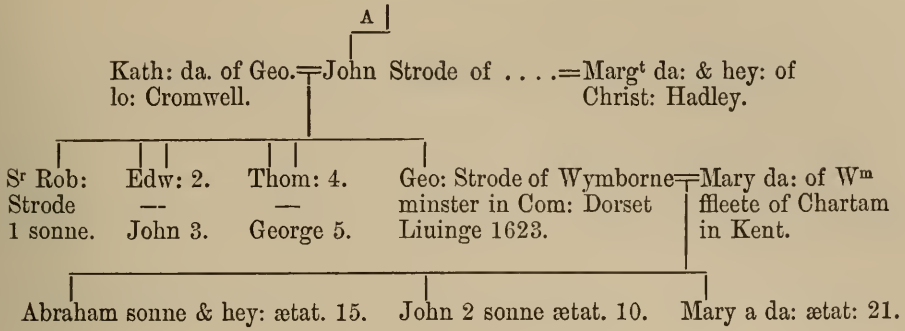 A
Kath: da. of Geo.=John Strode of . . . .=Margᵗ da: & hey: of
lo: Cromwell. Christ: Hadley.
Sʳ Rob: Edw: 2. Thom: 4. Geo: Strode of Wymborne=Mary da: of Wᵐ
Strode — — minster in Com: Dorset ffleete of Chartam
1 sonne. John 3. George 5. Liuinge 1623. in Kent.
Abraham sonne & hey: ætat. 15. John 2 sonne ætat. 10. Mary a da: ætat: 21.